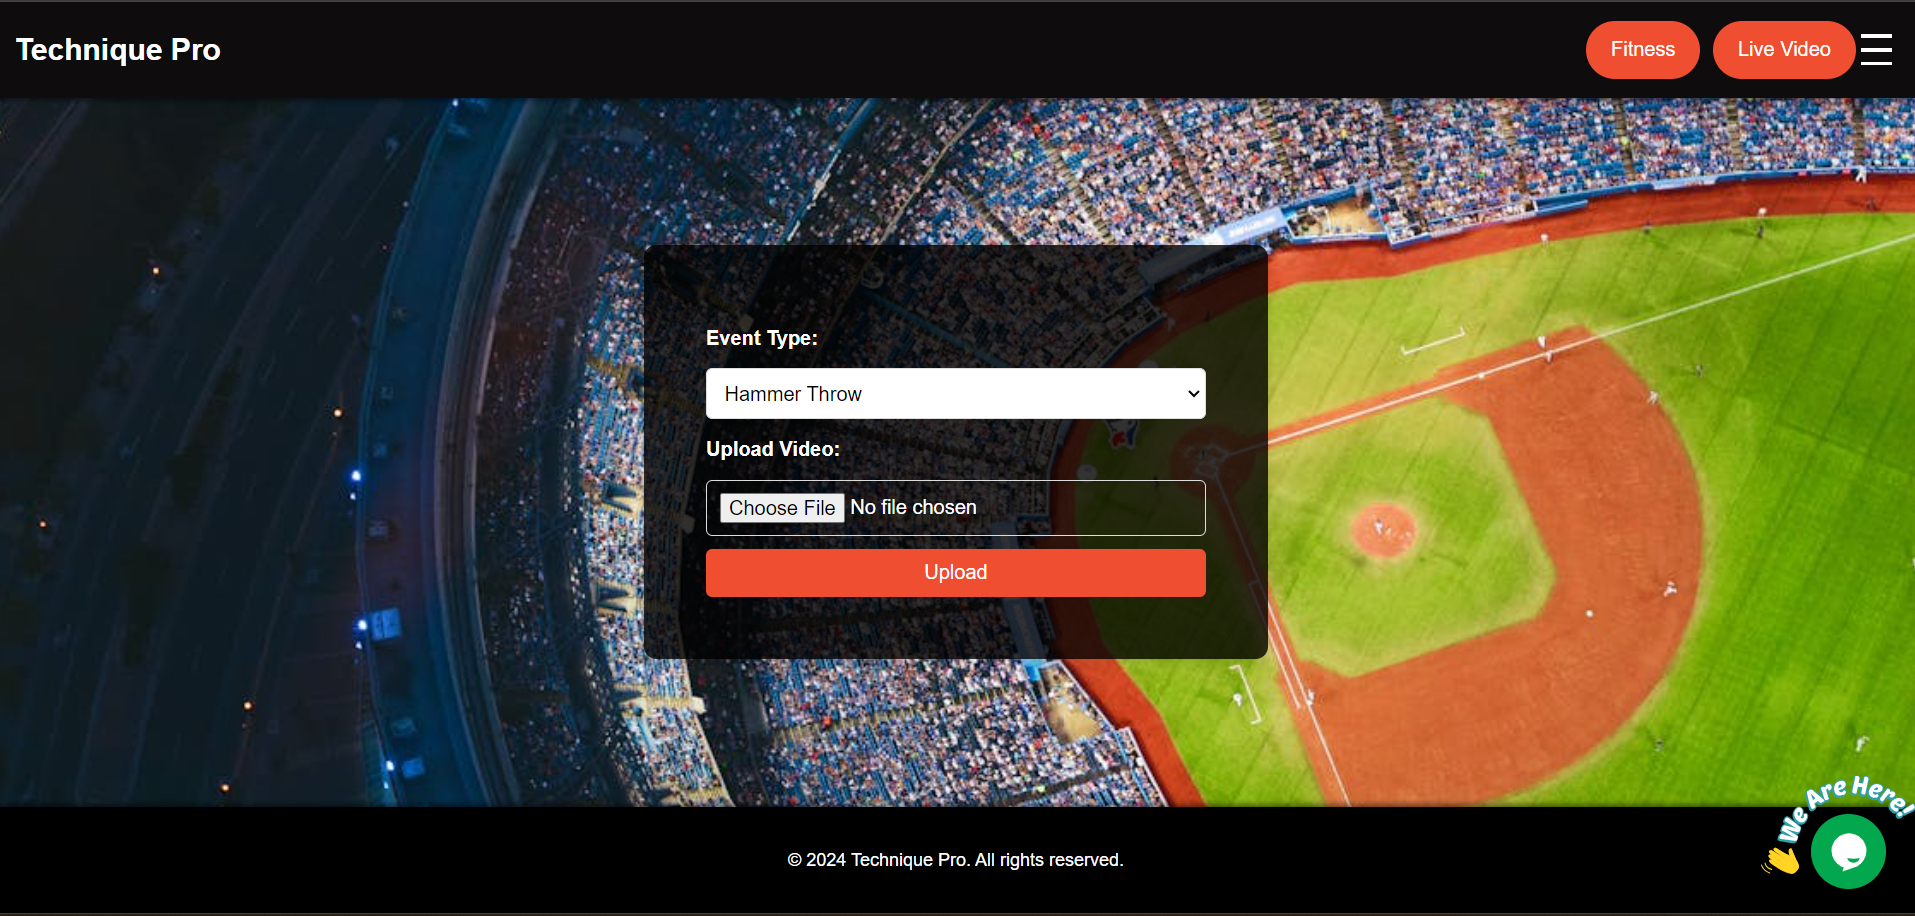 Technique Pro
Fitness
Live Video
Event Type:
Hammer Throw
Upload Video:
Choose File No file chosen
Upload
We Are Here!
© 2024 Technique Pro. All rights reserved.